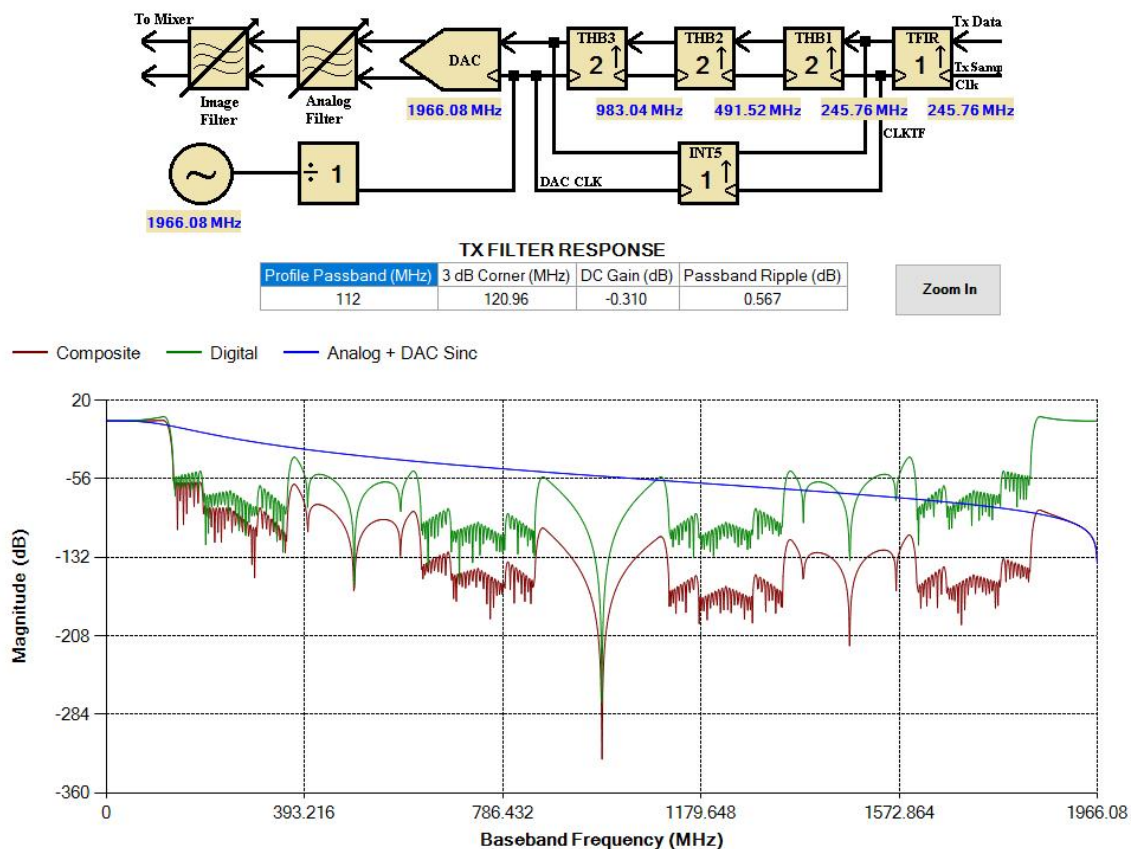 To Mixer
THB3
THB2
THB1
TFIR
Tx Data
DAC
2
2
2
1
Tx Samp
Clk
Image
Filter
Analog
Filter
1966.08 MHz
983.04 MHz
491.52 MHz
245.76 MHz
245.76 MHz
CLKTF
INT5
÷ 1
DAC CLK
1
1966.08 MHz
TX FILTER RESPONSE
Profile Passband (MHz) 3 dB Corner (MHz) DC Gain (dB) Passband Ripple (dB)
112 120.96 -0.310 0.567
Zoom In
Composite Digital Analog + DAC Sinc
20
-56
-132
-208
-284
-360
Magnitude (dB)
0 393.216 786.432 1179.648 1572.864 1966.08
Baseband Frequency (MHz)